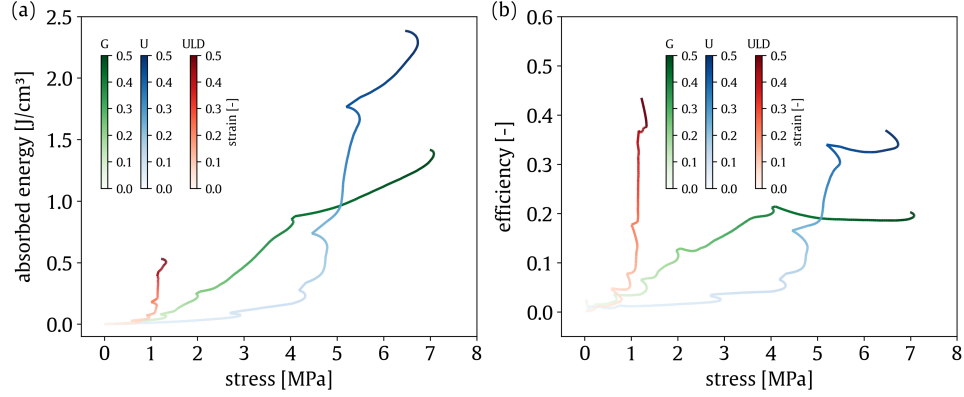 (a)
2.5
2.0
1.5
1.0
0.5
0.0
absorbed energy [J/cm³]
G U ULD
0.5 0.5 0.5
0.4 0.4 0.4
0.3 0.3 0.3
0.2 0.2 0.2
0.1 0.1 0.1
0.0 0.0 0.0
strain [-]
0 1 2 3 4 5 6 7 8
stress [MPa]
(b)
0.6
0.5
0.4
0.3
0.2
0.1
0.0
efficiency [-]
G U ULD
0.5 0.5 0.5
0.4 0.4 0.4
0.3 0.3 0.3
0.2 0.2 0.2
0.1 0.1 0.1
0.0 0.0 0.0
strain [-]
0 1 2 3 4 5 6 7 8
stress [MPa]